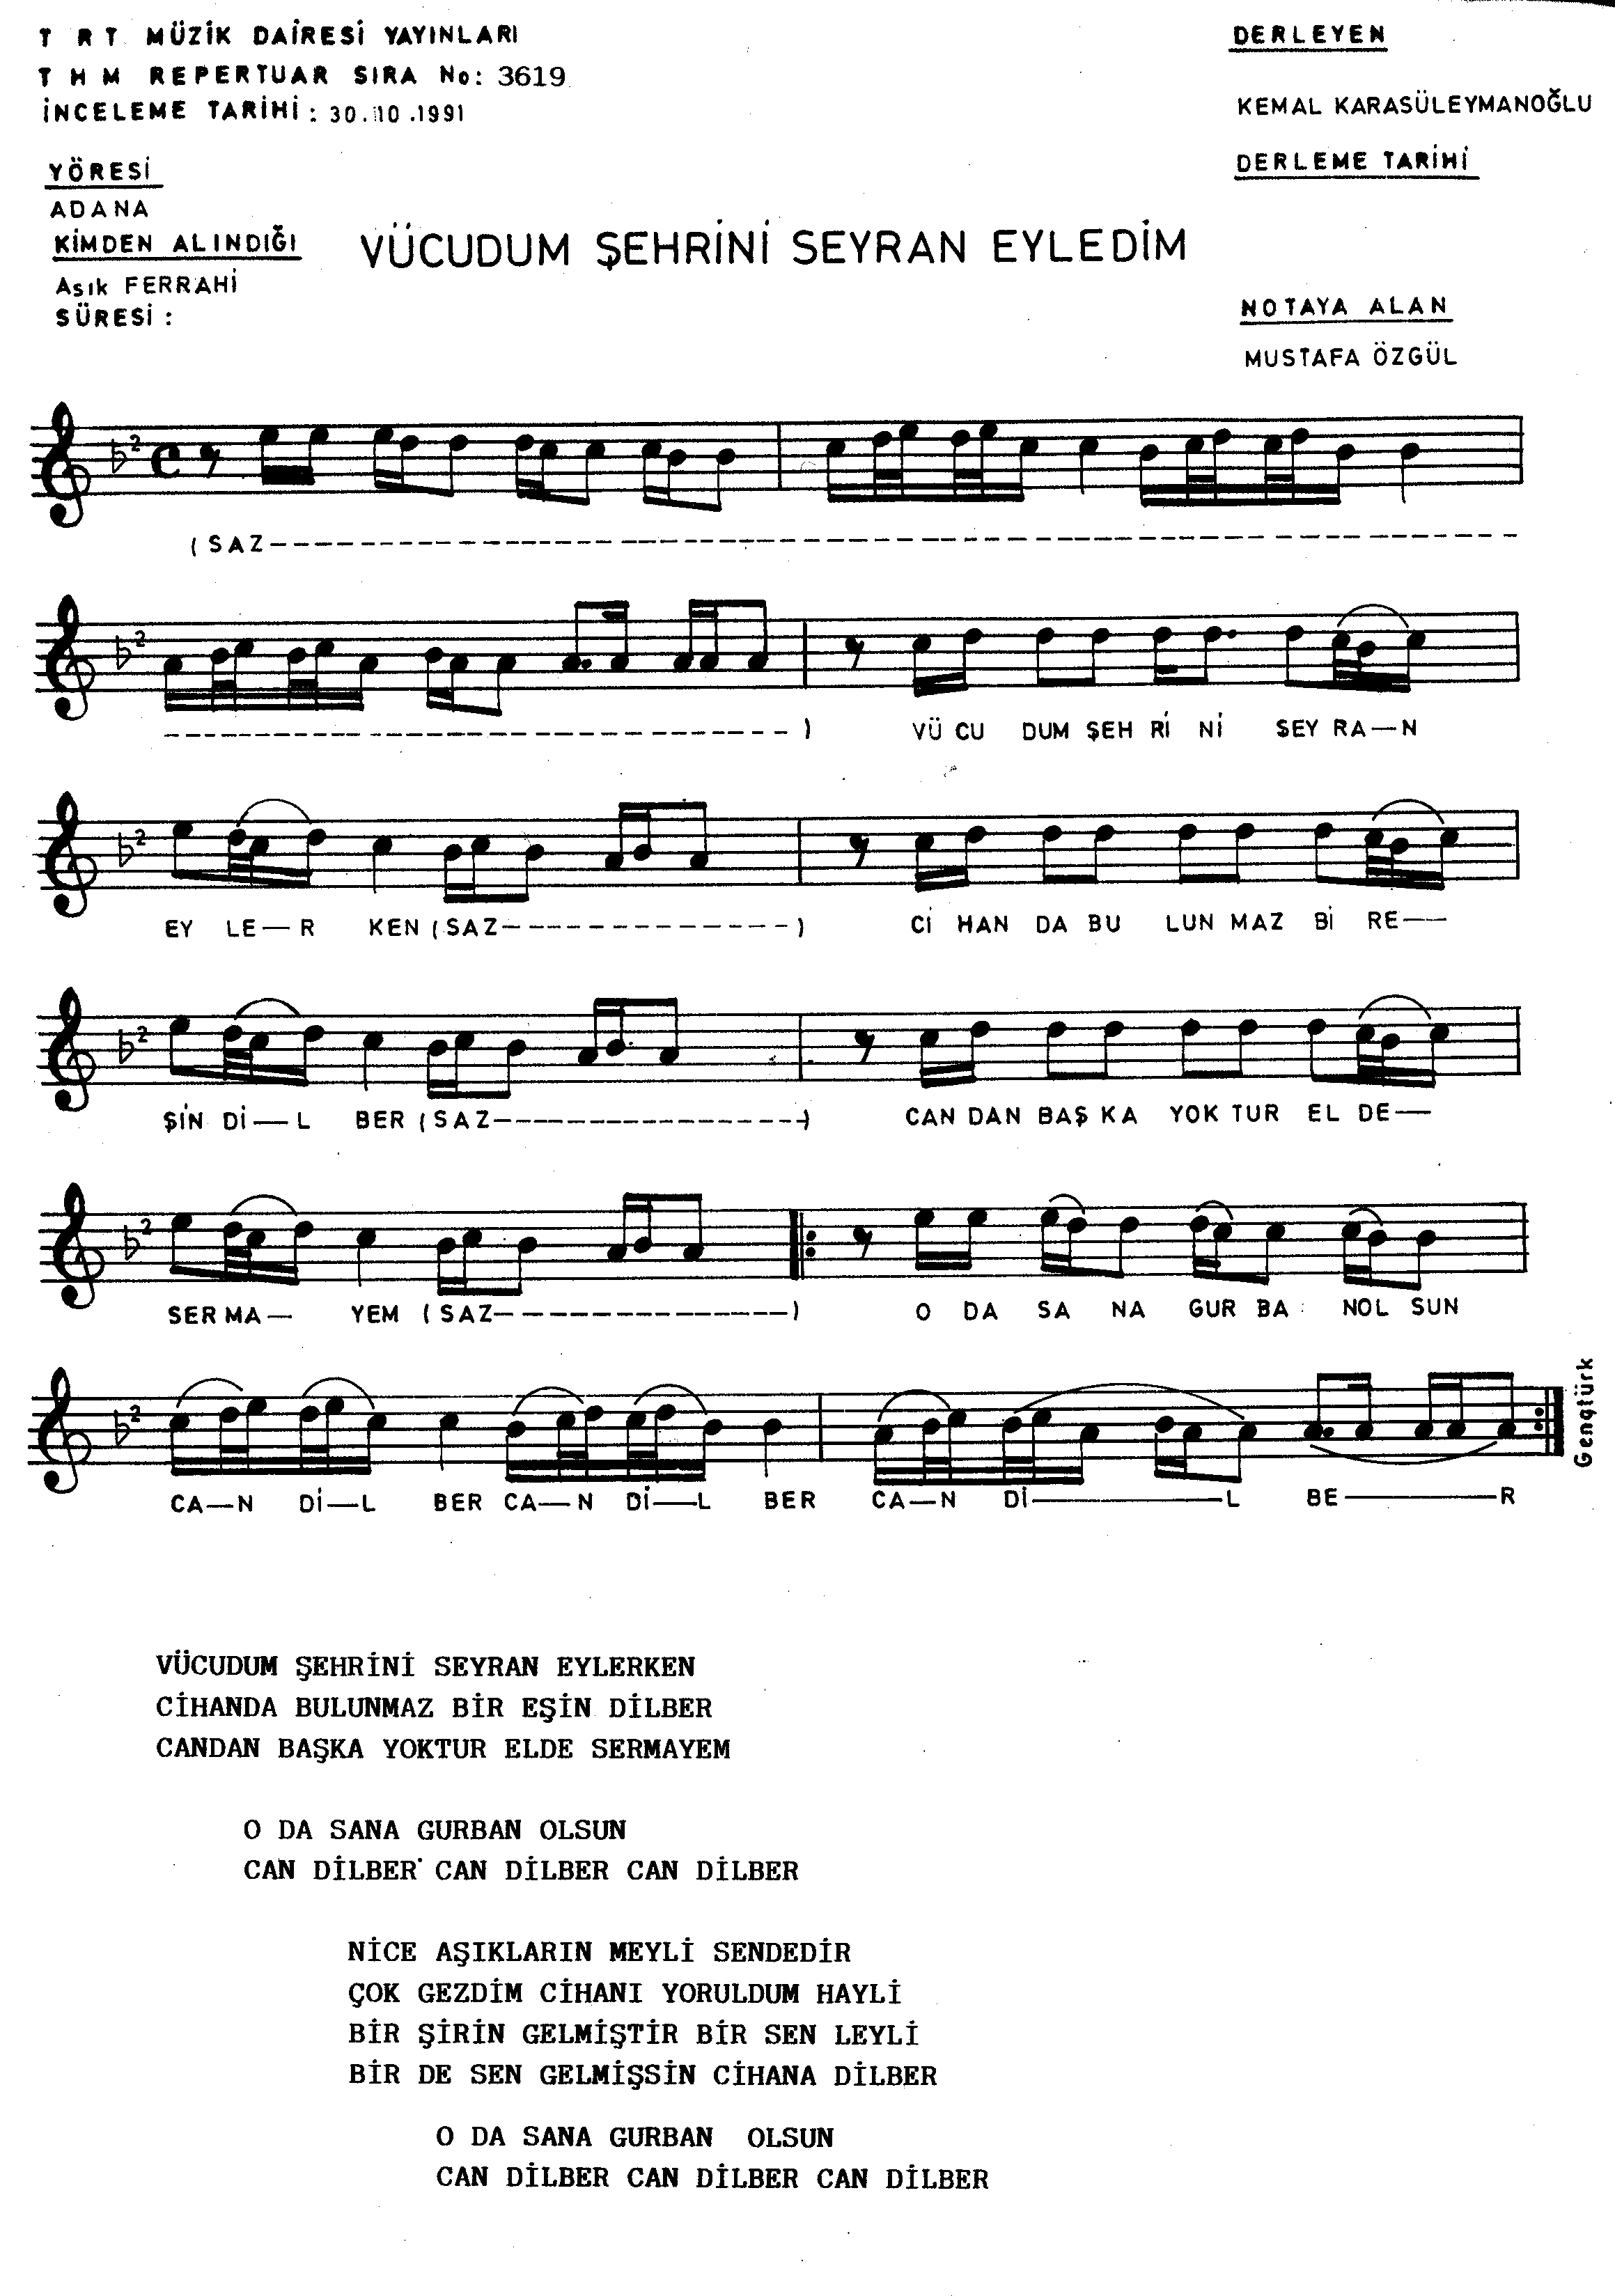 T R T MÜZİK DAİRESİ YAYINLARI
T H M REPERTUAR SIRA No: 3619
İNCELEME TARİHİ : 30.10.1991
DERLEYEN
KEMAL KARASÜLEYMANOĞLU
DERLEME TARİHİ
YÖRESİ
ADANA
KİMDEN ALINDIĞI
Asık FERRAHİ
SÜRESİ :
VÜCUDUM ŞEHRİNİ SEYRAN EYLEDİM
NOTAYA ALAN
MUSTAFA ÖZGÜL
(SAZ--------------------
--------------------) VÜ CU DUM ŞEH Rİ Nİ SEY RA—N
EY LE—R KEN (SAZ--------------) Cİ HAN DA BU LUN MAZ Bİ RE—
ŞİN Dİ—L BER (SAZ--------------) CAN DAN BAŞ KA YOK TUR EL DE—
SER MA— YEM (SAZ--------------) O DA SA NA GUR BA NOL SUN
CA—N Dİ—L BER CA—N Dİ—L BER CA—N Dİ———L BE———R
Gençtürk
VÜCUDUM ŞEHRİNİ SEYRAN EYLERKEN
CİHANDA BULUNMAZ BİR EŞİN DİLBER
CANDAN BAŞKA YOKTUR ELDE SERMAYEM
O DA SANA GURBAN OLSUN
CAN DİLBER CAN DİLBER CAN DİLBER
NİCE AŞIKLARIN MEYLİ SENDEDİR
ÇOK GEZDİM CİHANI YORULDUM HAYLİ
BİR ŞİRİN GELMİŞTİR BİR SEN LEYLİ
BİR DE SEN GELMİŞSİN CİHANA DİLBER
O DA SANA GURBAN OLSUN
CAN DİLBER CAN DİLBER CAN DİLBER